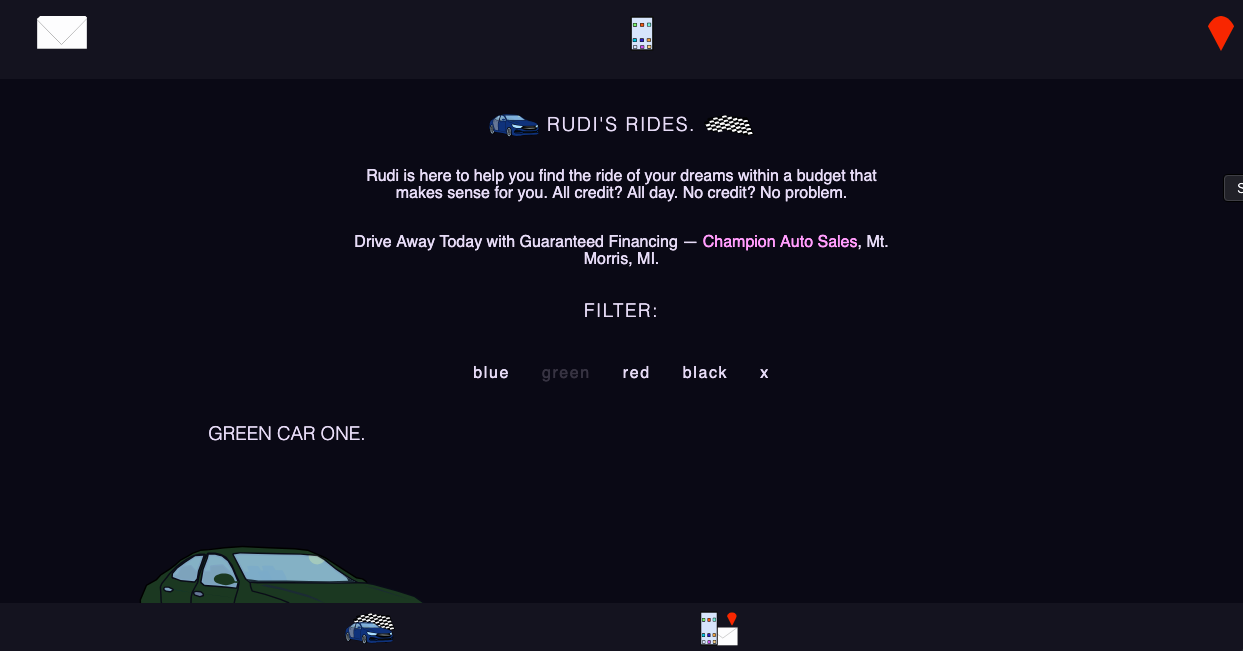 RUDI'S RIDES.
Rudi is here to help you find the ride of your dreams within a budget that
makes sense for you. All credit? All day. No credit? No problem.
Drive Away Today with Guaranteed Financing — Champion Auto Sales, Mt.
Morris, MI.
FILTER:
blue green red black x
GREEN CAR ONE.